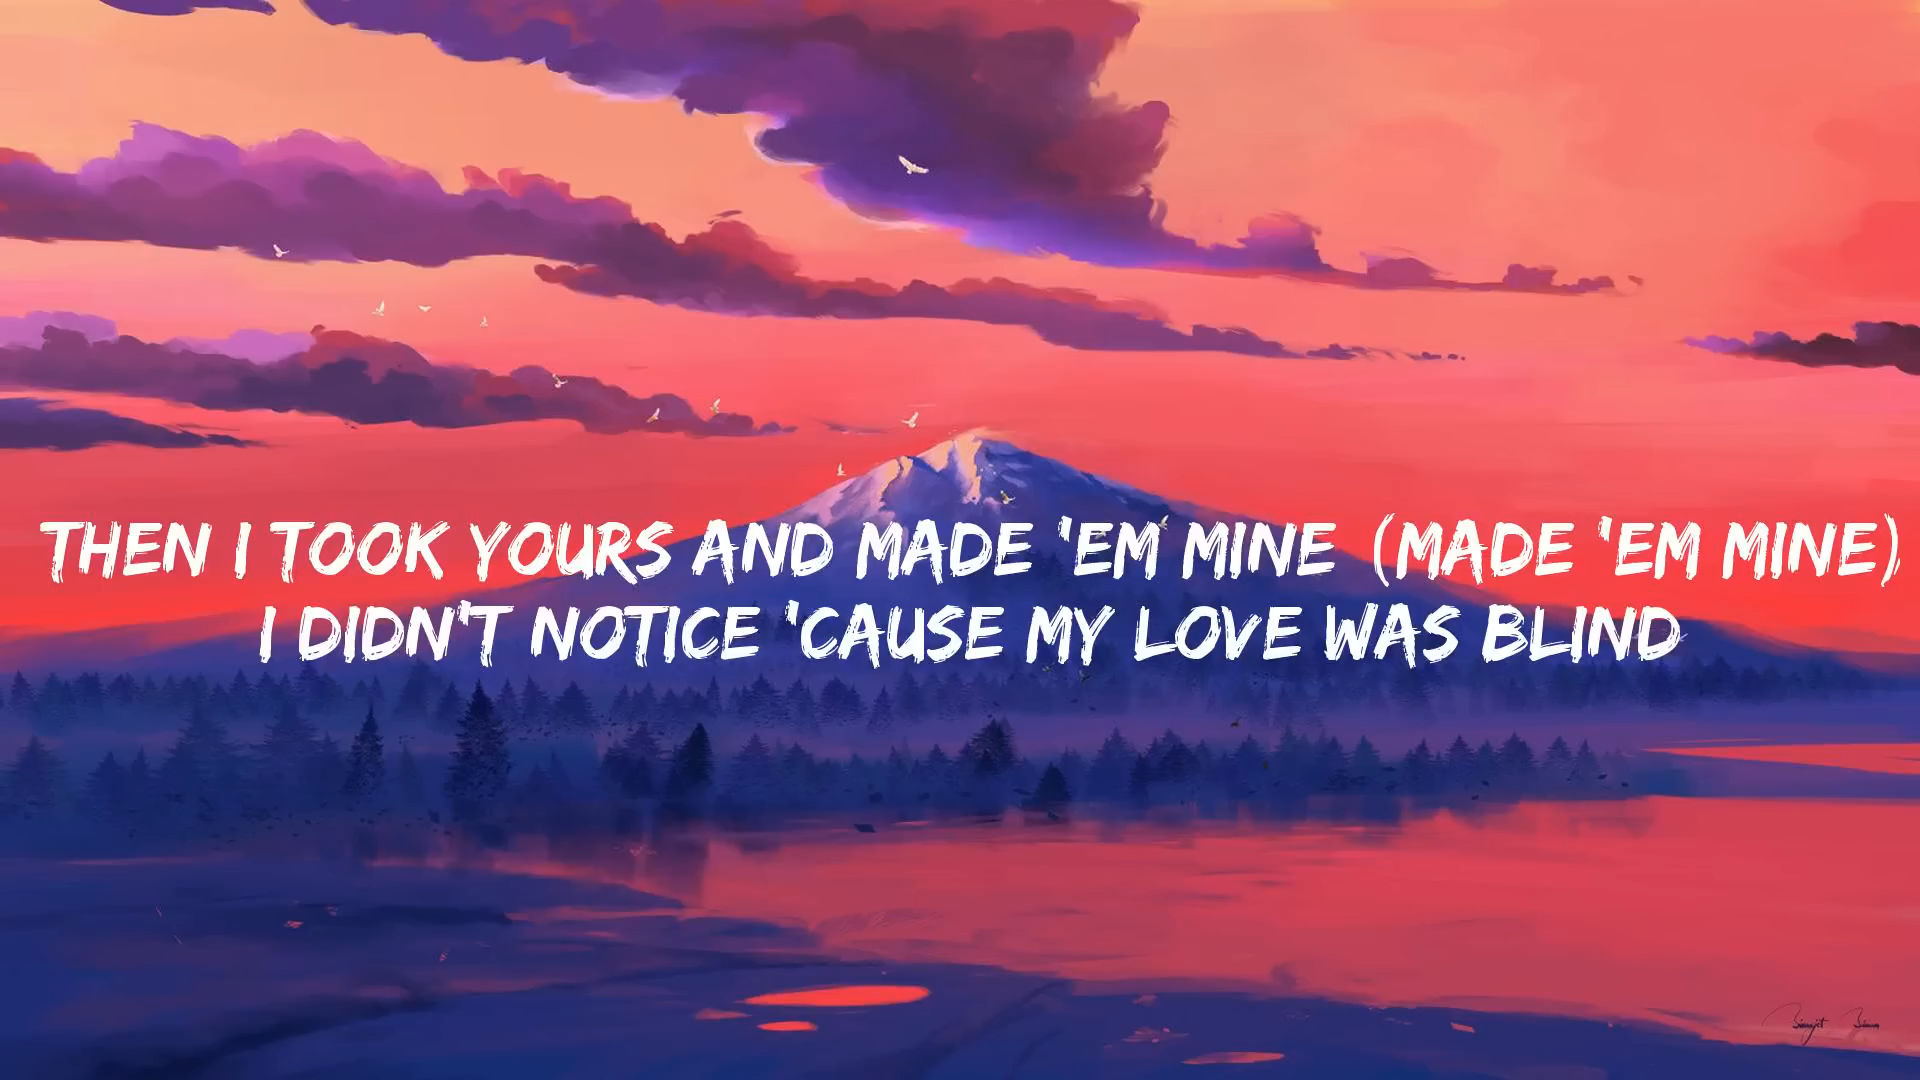 THEN I TOOK YOURS AND MADE 'EM MINE (MADE 'EM MINE)
I DIDN'T NOTICE 'CAUSE MY LOVE WAS BLIND